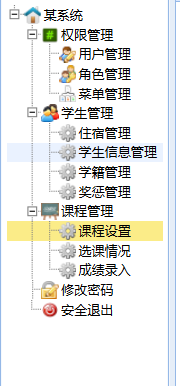 某系统
权限管理
用户管理
角色管理
菜单管理
学生管理
住宿管理
学生信息管理
学籍管理
奖惩管理
课程管理
课程设置
选课情况
成绩录入
修改密码
安全退出